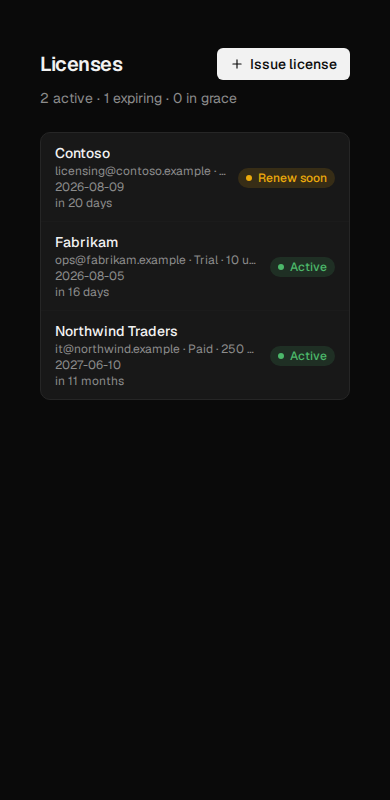 Licenses
Issue license
2 active · 1 expiring · 0 in grace
Contoso
licensing@contoso.example · …
2026-08-09
in 20 days
Renew soon
Fabrikam
ops@fabrikam.example · Trial · 10 u…
2026-08-05
in 16 days
Active
Northwind Traders
it@northwind.example · Paid · 250 …
2027-06-10
in 11 months
Active